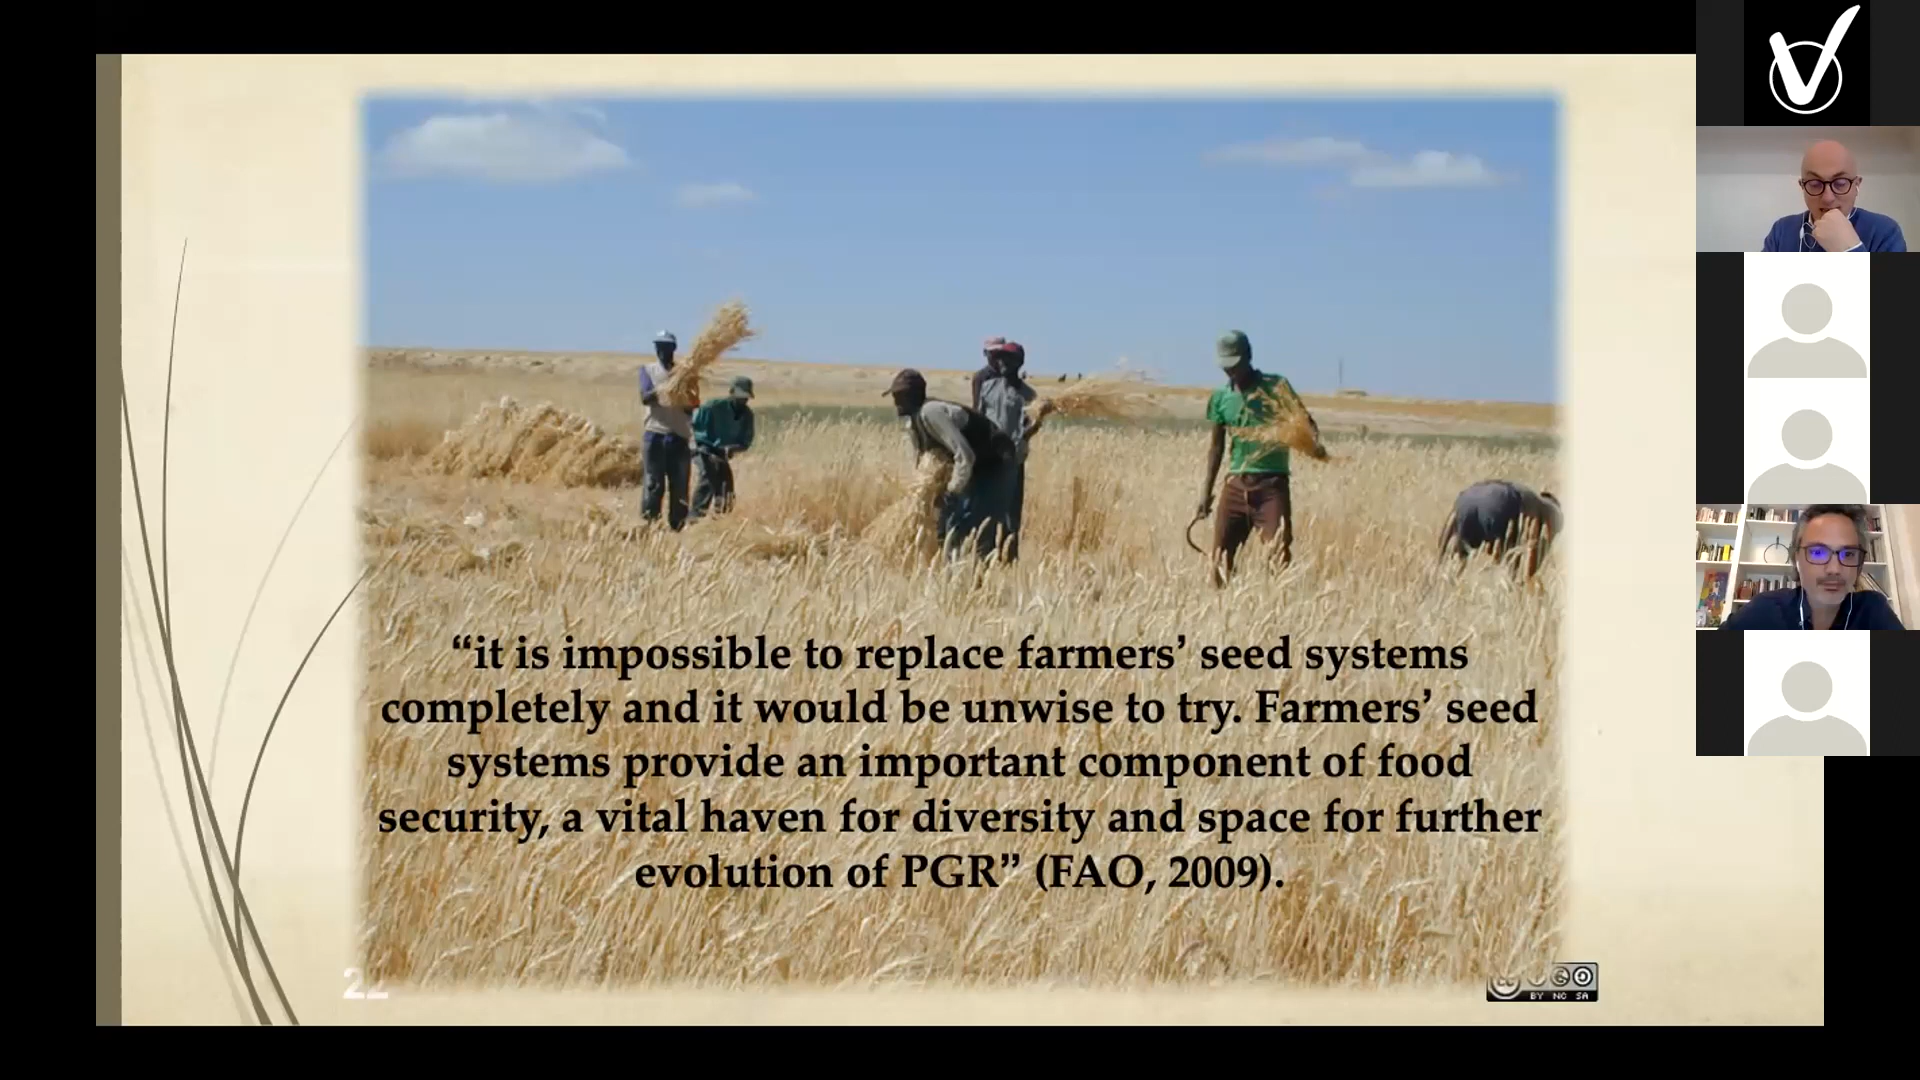 “it is impossible to replace farmers’ seed systems
completely and it would be unwise to try. Farmers’ seed
systems provide an important component of food
security, a vital haven for diversity and space for further
evolution of PGR” (FAO, 2009).
22
BY NC SA